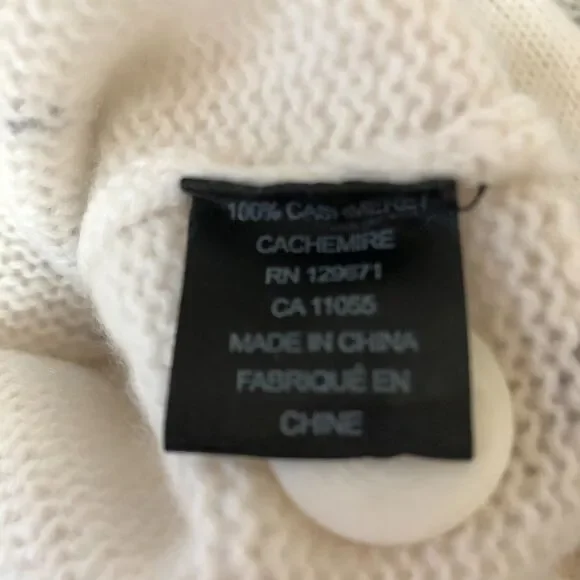 100% CASHMERE /
CACHEMIRE
RN 129671
CA 11055
MADE IN CHINA
FABRIQUÉ EN
CHINE